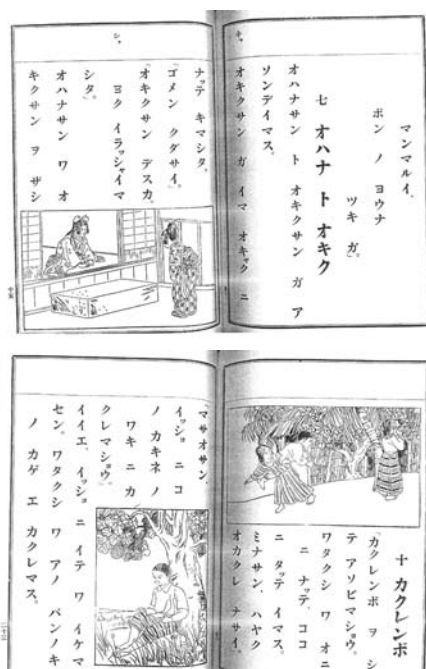 マンマルイ、
ボン ノ ヨウナ
ツキ ガ。
七 オハナ ト オキク
オハナサン ト オキクサン ガ ア
ソンデイマス。
オキクサン ガ イマ オキャク ニ
ナッテ キマシタ、
「ゴメン クダサイ。」
「オキクサン デスカ。
ヨク イラッシャイマ
シタ。」
オハナサン ワ オ
キクサン ヲ ザシ
十 カクレンボ
「カクレンボ ヲ シ
テ アソビマショウ。
ワタクシ ワ オニ
ニ ナッテ、ココ
ニ タッテ イマス。
ミナサン、ハヤク
オカクレ ナサイ。」
「マサオサン、
イッショ ニ コ
ノ カキネ ノ
ワキ ニ カ
クレマショウ。」
「イイエ、イッショ ニ イテ ワ イケマ
セン。ワタクシ ワ アノ パンノキ
ノ カゲ エ カクレマス。